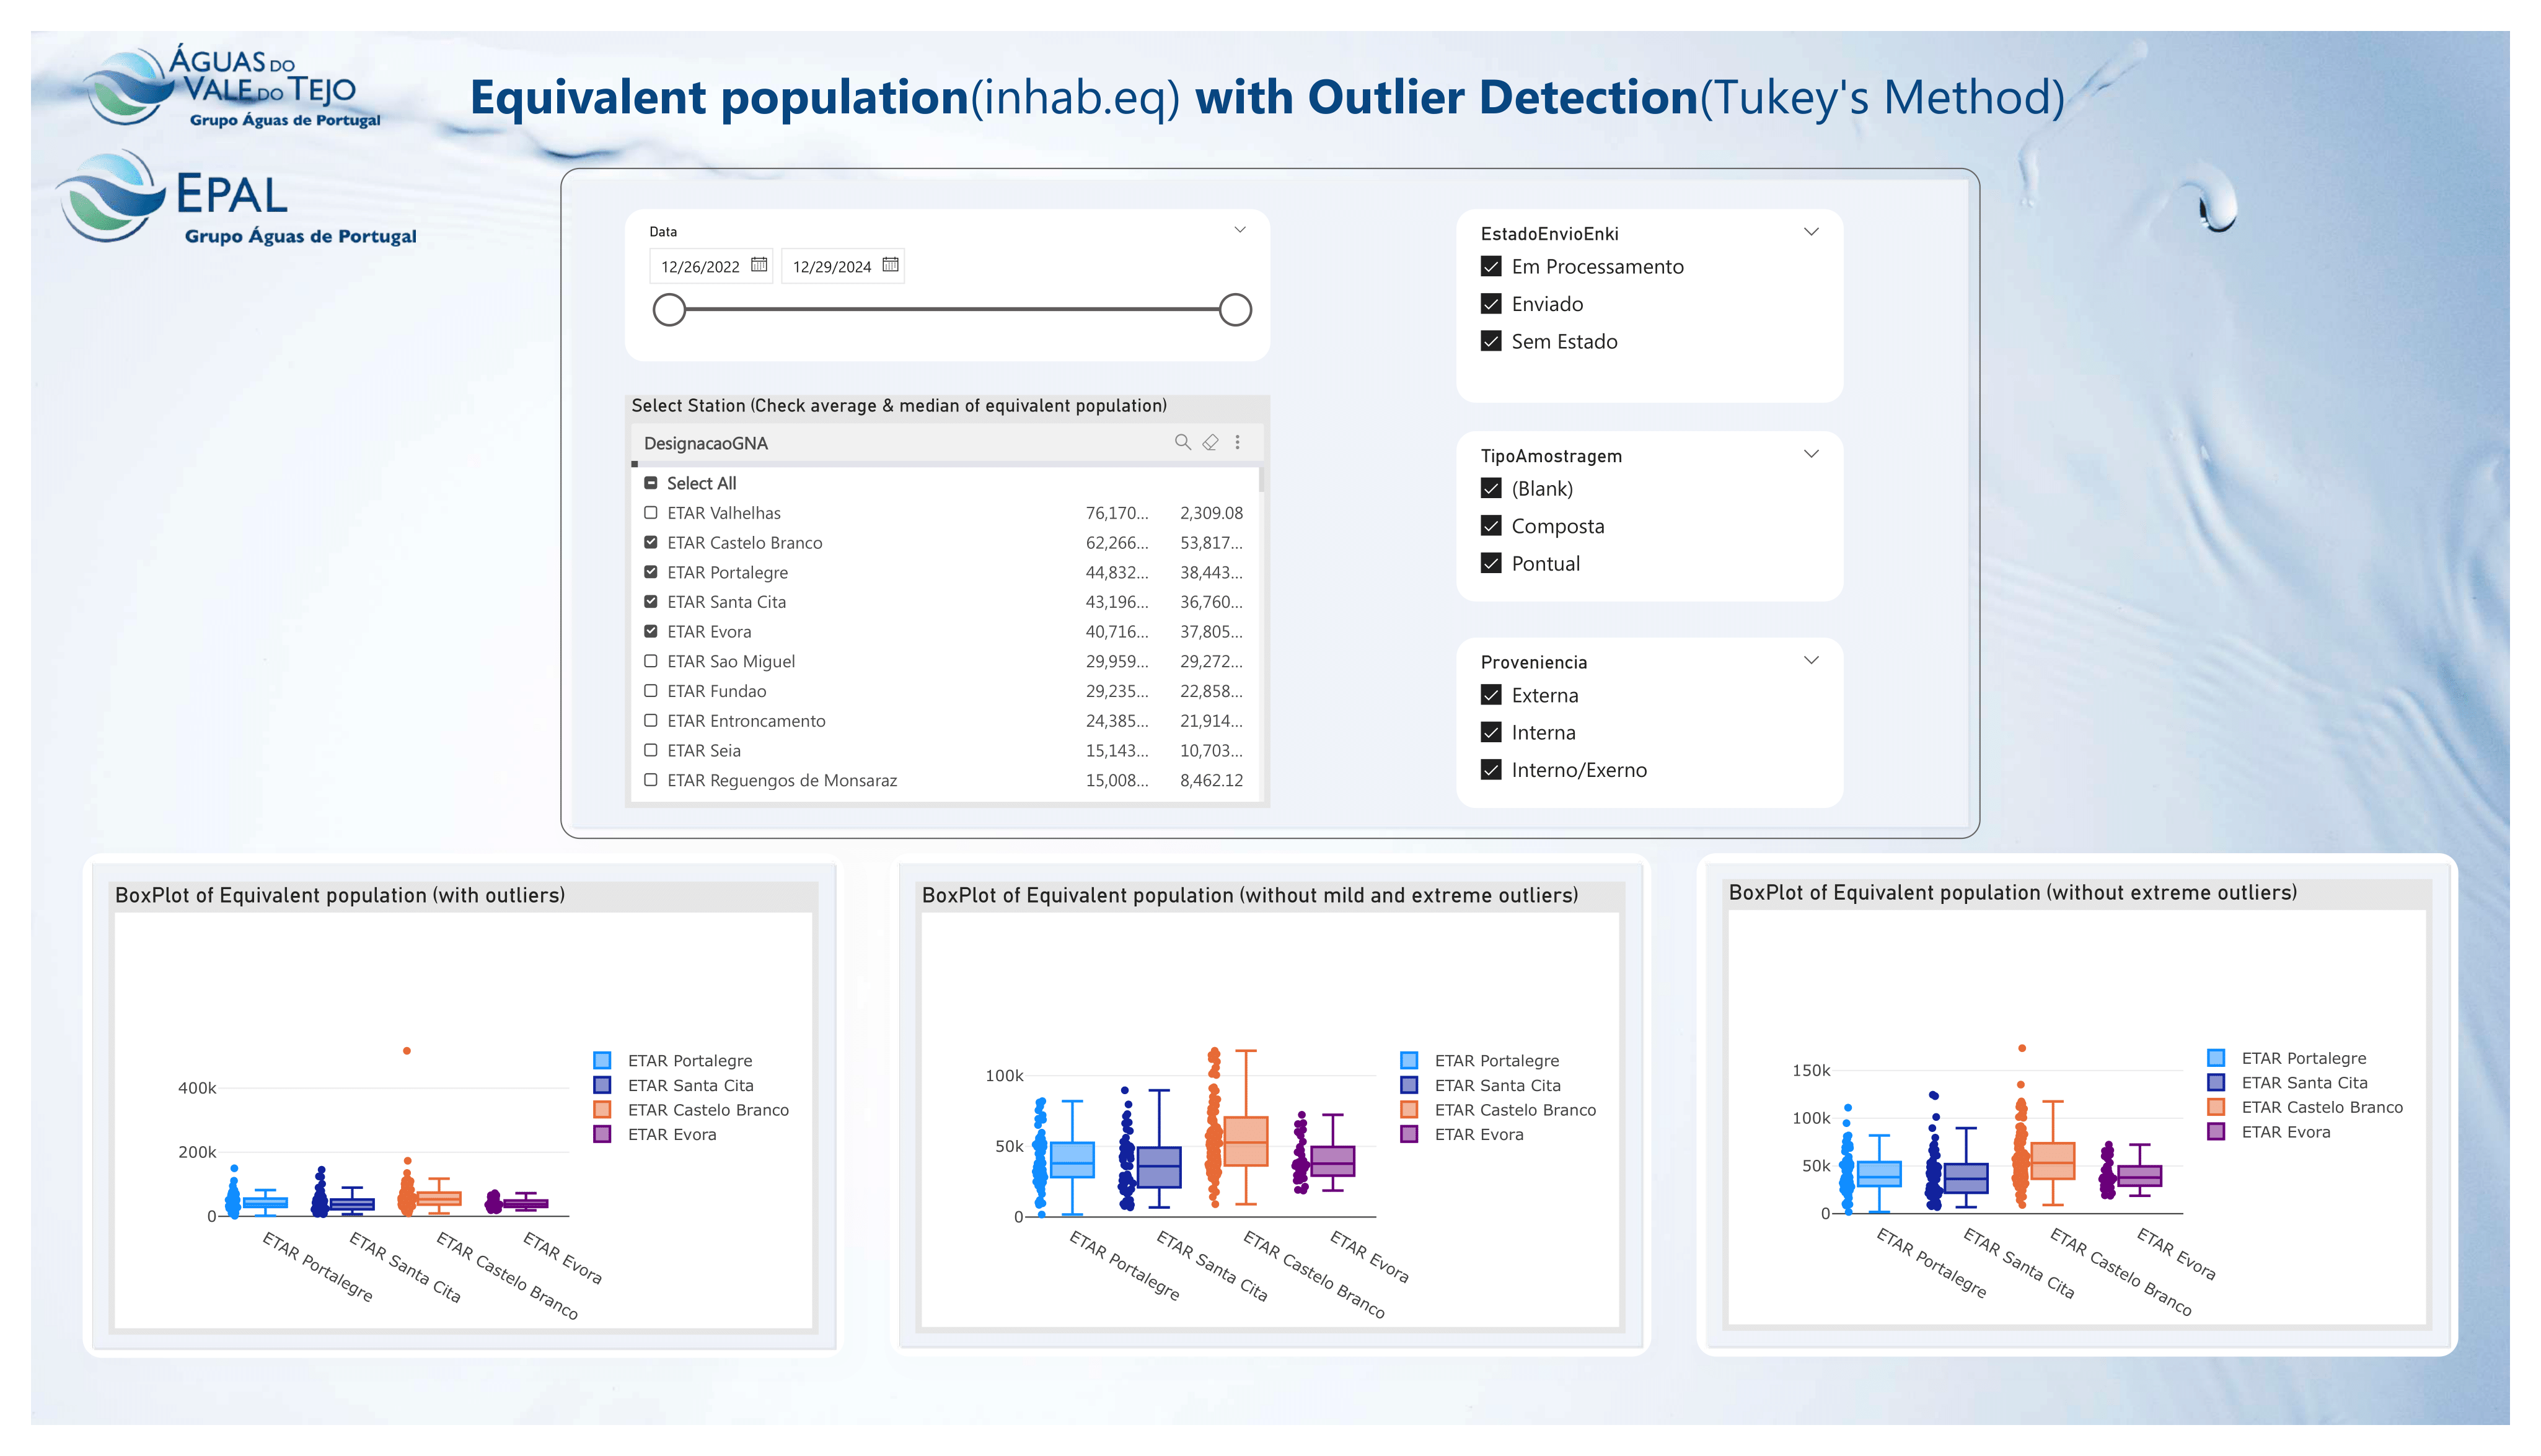 ÁGUAS DO
VALE DO TEJO
Grupo Águas de Portugal
EPAL
Grupo Águas de Portugal
Equivalent population(inhab.eq) with Outlier Detection(Tukey's Method)
Data
12/26/2022 12/29/2024
Select Station (Check average & median of equivalent population)
DesignacaoGNA
Select All
ETAR Valhelhas 76,170... 2,309.08
ETAR Castelo Branco 62,266... 53,817...
ETAR Portalegre 44,832... 38,443...
ETAR Santa Cita 43,196... 36,760...
ETAR Evora 40,716... 37,805...
ETAR Sao Miguel 29,959... 29,272...
ETAR Fundao 29,235... 22,858...
ETAR Entroncamento 24,385... 21,914...
ETAR Seia 15,143... 10,703...
ETAR Reguengos de Monsaraz 15,008... 8,462.12
EstadoEnvioEnki
Em Processamento
Enviado
Sem Estado
TipoAmostragem
(Blank)
Composta
Pontual
Proveniencia
Externa
Interna
Interno/Exerno
BoxPlot of Equivalent population (with outliers)
400k
200k
0
ETAR Portalegre
ETAR Santa Cita
ETAR Castelo Branco
ETAR Evora
ETAR Portalegre
ETAR Santa Cita
ETAR Castelo Branco
ETAR Evora
BoxPlot of Equivalent population (without mild and extreme outliers)
100k
50k
0
ETAR Portalegre
ETAR Santa Cita
ETAR Castelo Branco
ETAR Evora
ETAR Portalegre
ETAR Santa Cita
ETAR Castelo Branco
ETAR Evora
BoxPlot of Equivalent population (without extreme outliers)
150k
100k
50k
0
ETAR Portalegre
ETAR Santa Cita
ETAR Castelo Branco
ETAR Evora
ETAR Portalegre
ETAR Santa Cita
ETAR Castelo Branco
ETAR Evora